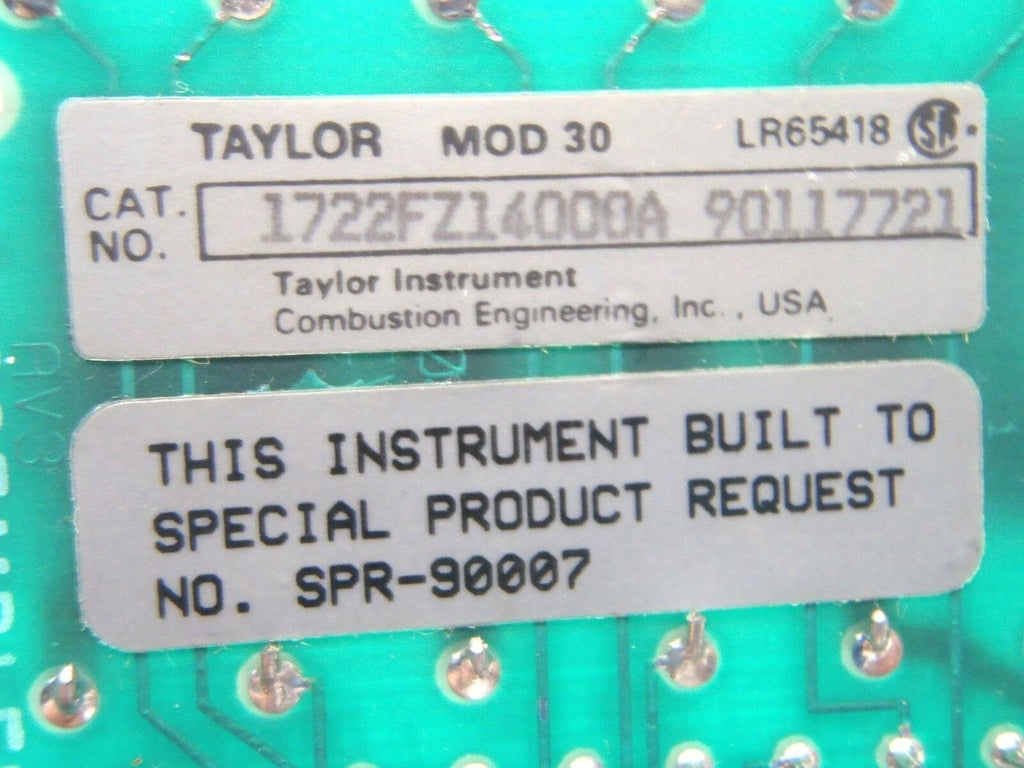 TAYLOR MOD 30 LR65418
CAT. NO. 1722FZ14000A 90117721
Taylor Instrument
Combustion Engineering, Inc., USA
THIS INSTRUMENT BUILT TO
SPECIAL PRODUCT REQUEST
NO. SPR-90007